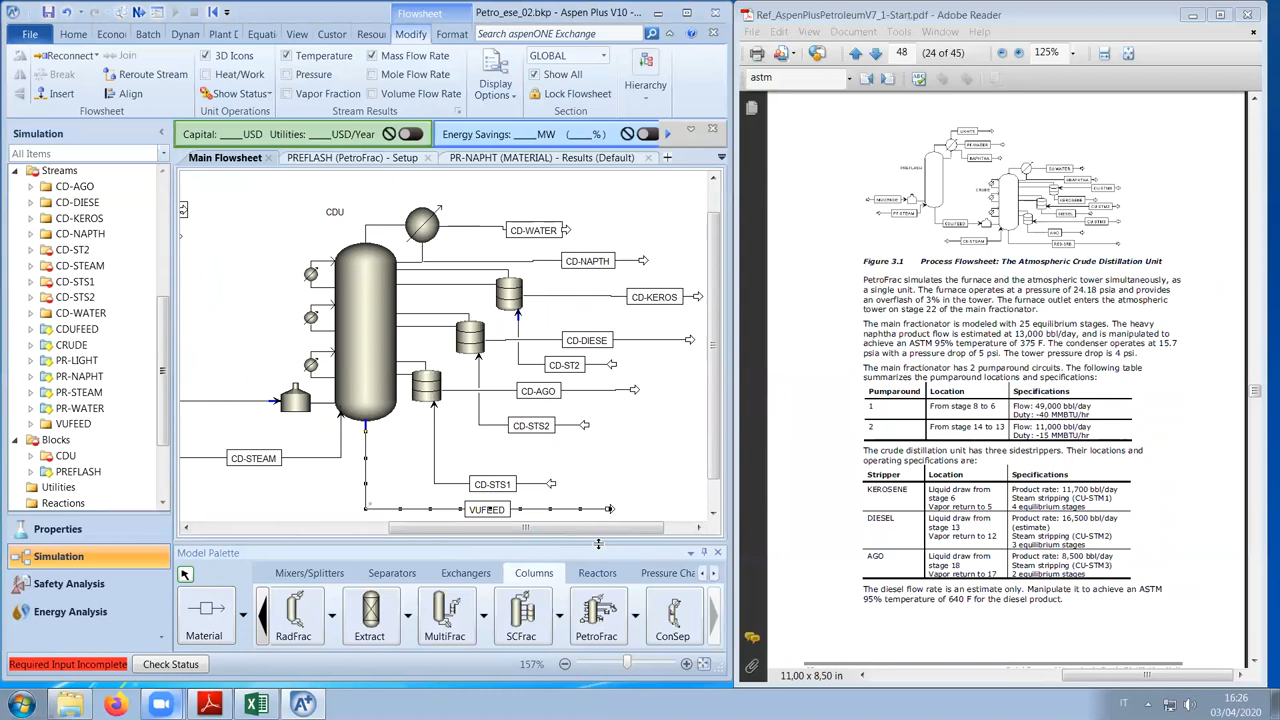 Flowsheet
Petro_ese_02.bkp - Aspen Plus V10 - ...
File Home Econo Batch Dynan Plant D Equati View Custor Resou Modify Format Search aspenONE Exchange
Reconnect Join
Break Reroute Stream
Insert Align
Flowsheet
3D Icons
Heat/Work
Show Status
Unit Operations
Temperature Mass Flow Rate
Pressure Mole Flow Rate
Vapor Fraction Volume Flow Rate
Stream Results
Display
Options
GLOBAL
Show All
Lock Flowsheet
Hierarchy
Simulation
All Items
Capital: ____USD Utilities: ____USD/Year
Energy Savings: ____MW (____%)
Main Flowsheet PREFLASH (PetroFrac) - Setup PR-NAPHT (MATERIAL) - Results (Default)
Streams
CD-AGO
CD-DIESE
CD-KEROS
CD-NAPTH
CD-ST2
CD-STEAM
CD-STS1
CD-STS2
CD-WATER
CDUFEED
CRUDE
PR-LIGHT
PR-NAPHT
PR-STEAM
PR-WATER
VUFEED
Blocks
CDU
PREFLASH
Utilities
Reactions
Properties
Simulation
Safety Analysis
Energy Analysis
CDU
CD-WATER
CD-NAPTH
CD-KEROS
CD-DIESE
CD-ST2
CD-AGO
CD-STS2
CD-STEAM
CD-STS1
VUFEED
Model Palette
Mixers/Splitters Separators Exchangers Columns Reactors Pressure Cha
Material RadFrac Extract MultiFrac SCFrac PetroFrac ConSep
Required Input Incomplete Check Status 157%
Ref_AspenPlusPetroleumV7_1-Start.pdf - Adobe Reader
File Edit View Document Tools Window Help
48 (24 of 45) 125%
astm
PREFLASH
CRUDE
CDUFEED
Figure 3.1 Process Flowsheet: The Atmospheric Crude Distillation Unit
PetroFrac simulates the furnace and the atmospheric tower simultaneously, as
a single unit. The furnace operates at a pressure of 24.18 psia and provides
an overflash of 3% in the tower. The furnace outlet enters the atmospheric
tower on stage 22 of the main fractionator.
The main fractionator is modeled with 25 equilibrium stages. The heavy
naphtha product flow is estimated at 13,000 bbl/day, and is manipulated to
achieve an ASTM 95% temperature of 375 F. The condenser operates at 15.7
psia with a pressure drop of 5 psi. The tower pressure drop is 4 psi.
The main fractionator has 2 pumparound circuits. The following table
summarizes the pumparound locations and specifications:
Pumparound Location Specifications
1 From stage 8 to 6 Flow: 49,000 bbl/day
Duty: -40 MMBTU/hr
2 From stage 14 to 13 Flow: 11,000 bbl/day
Duty: -15 MMBTU/hr
The crude distillation unit has three sidestrippers. Their locations and
operating specifications are:
Stripper Location Specifications
KEROSENE Liquid draw from Product rate: 11,700 bbl/day
stage 6 Steam stripping (CU-STM1)
Vapor return to 5 4 equilibrium stages
DIESEL Liquid draw from Product rate: 16,500 bbl/day
stage 13 (estimate)
Vapor return to 12 Steam stripping (CU-STM2)
3 equilibrium stages
AGO Liquid draw from Product rate: 8,500 bbl/day
stage 18 Steam stripping (CU-STM3)
Vapor return to 17 2 equilibrium stages
The diesel flow rate is an estimate only. Manipulate it to achieve an ASTM
95% temperature of 640 F for the diesel product.
11,00 x 8,50 in
IT
16:26
03/04/2020